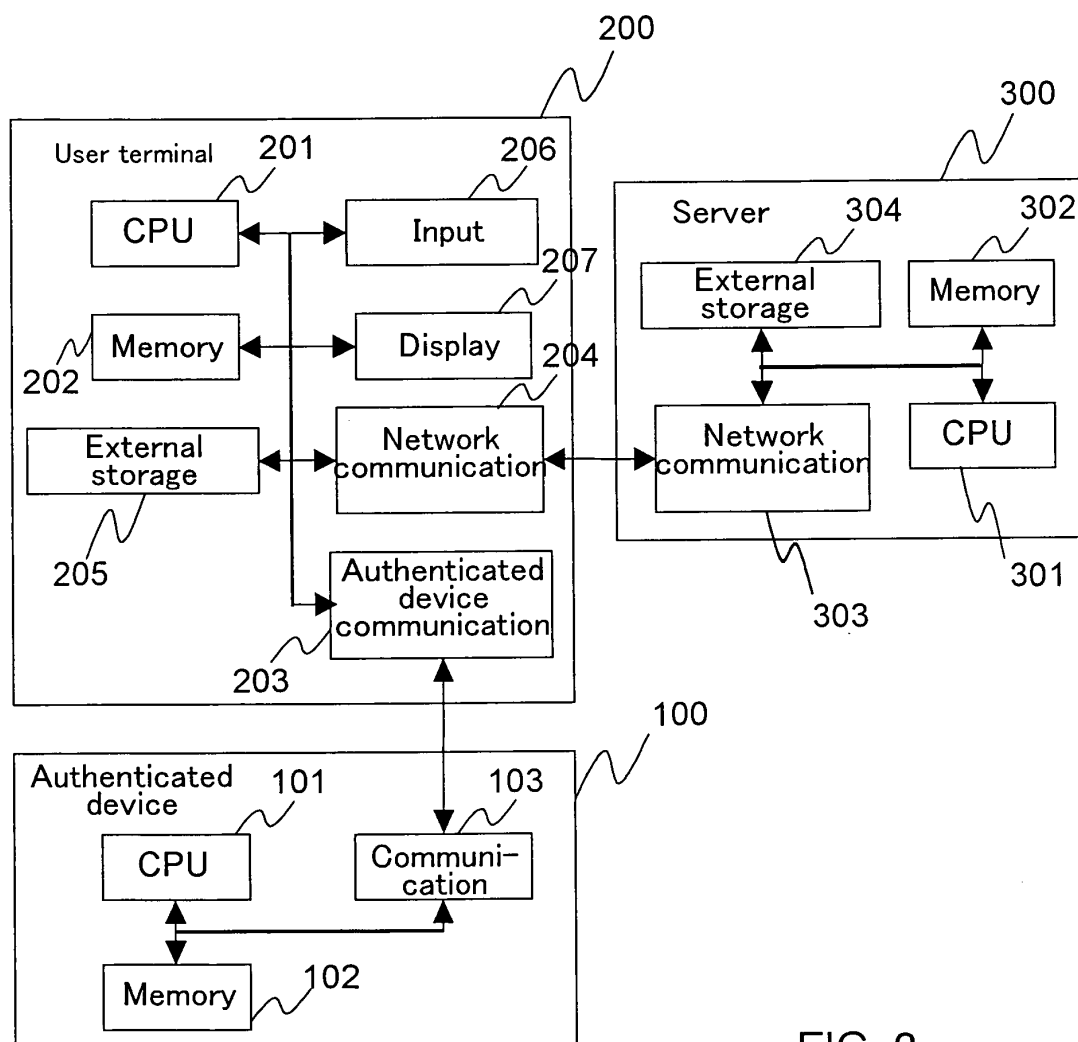 200
300
User terminal
201
206
CPU
Input
Server
304
302
207
External
storage
Memory
202
Memory
Display
204
External
storage
Network
communication
Network
communication
CPU
205
301
303
Authenticated
device
communication
203
100
Authenticated
device
101
103
CPU
Communi-
cation
Memory
102